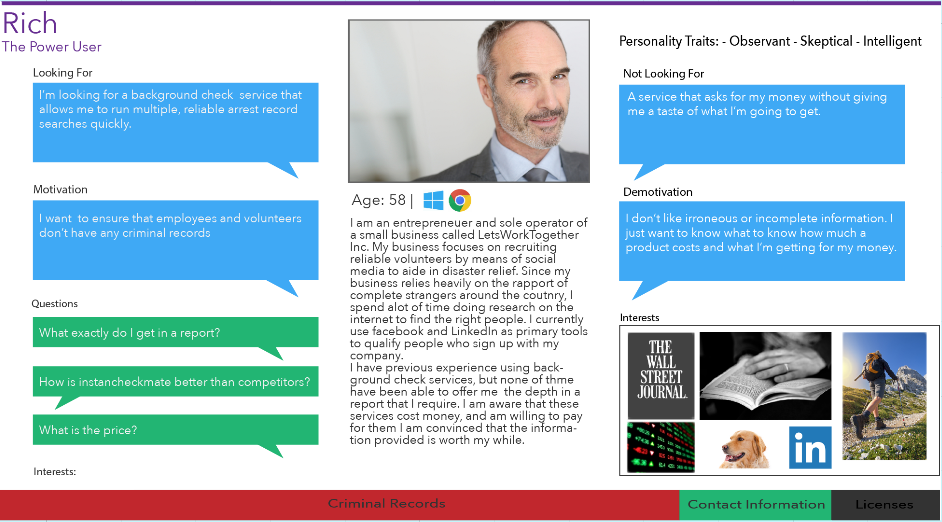 Rich
The Power User
Looking For
I'm looking for a background check service that
allows me to run multiple, reliable arrest record
searches quickly.
Motivation
I want to ensure that employees and volunteers
don't have any criminal records
Questions
What exactly do I get in a report?
How is instancheckmate better than competitors?
What is the price?
Interests:
Age: 58 |
I am an entrepreneuer and sole operator of
a small business called LetsWorkTogether
Inc. My business focuses on recruiting
reliable volunteers by means of social
media to aide in disaster relief. Since my
business relies heavily on the rapport of
complete strangers around the coutnry, I
spend alot of time doing research on the
internet to find the right people. I currently
use facebook and LinkedIn as primary tools
to qualify people who sign up with my
company.
I have previous experience using back-
ground check services, but none of thme
have been able to offer me the depth in a
report that I require. I am aware that these
services cost money, and am willing to pay
for them I am convinced that the informa-
tion provided is worth my while.
Personality Traits: - Observant - Skeptical - Intelligent
Not Looking For
A service that asks for my money without giving
me a taste of what I'm going to get.
Demotivation
I don't like irroneous or incomplete information. I
just want to know what to know how much a
product costs and what I'm getting for my money.
Interests
THE
WALL
STREET
JOURNAL.
in
Criminal Records
Contact Information
Licenses